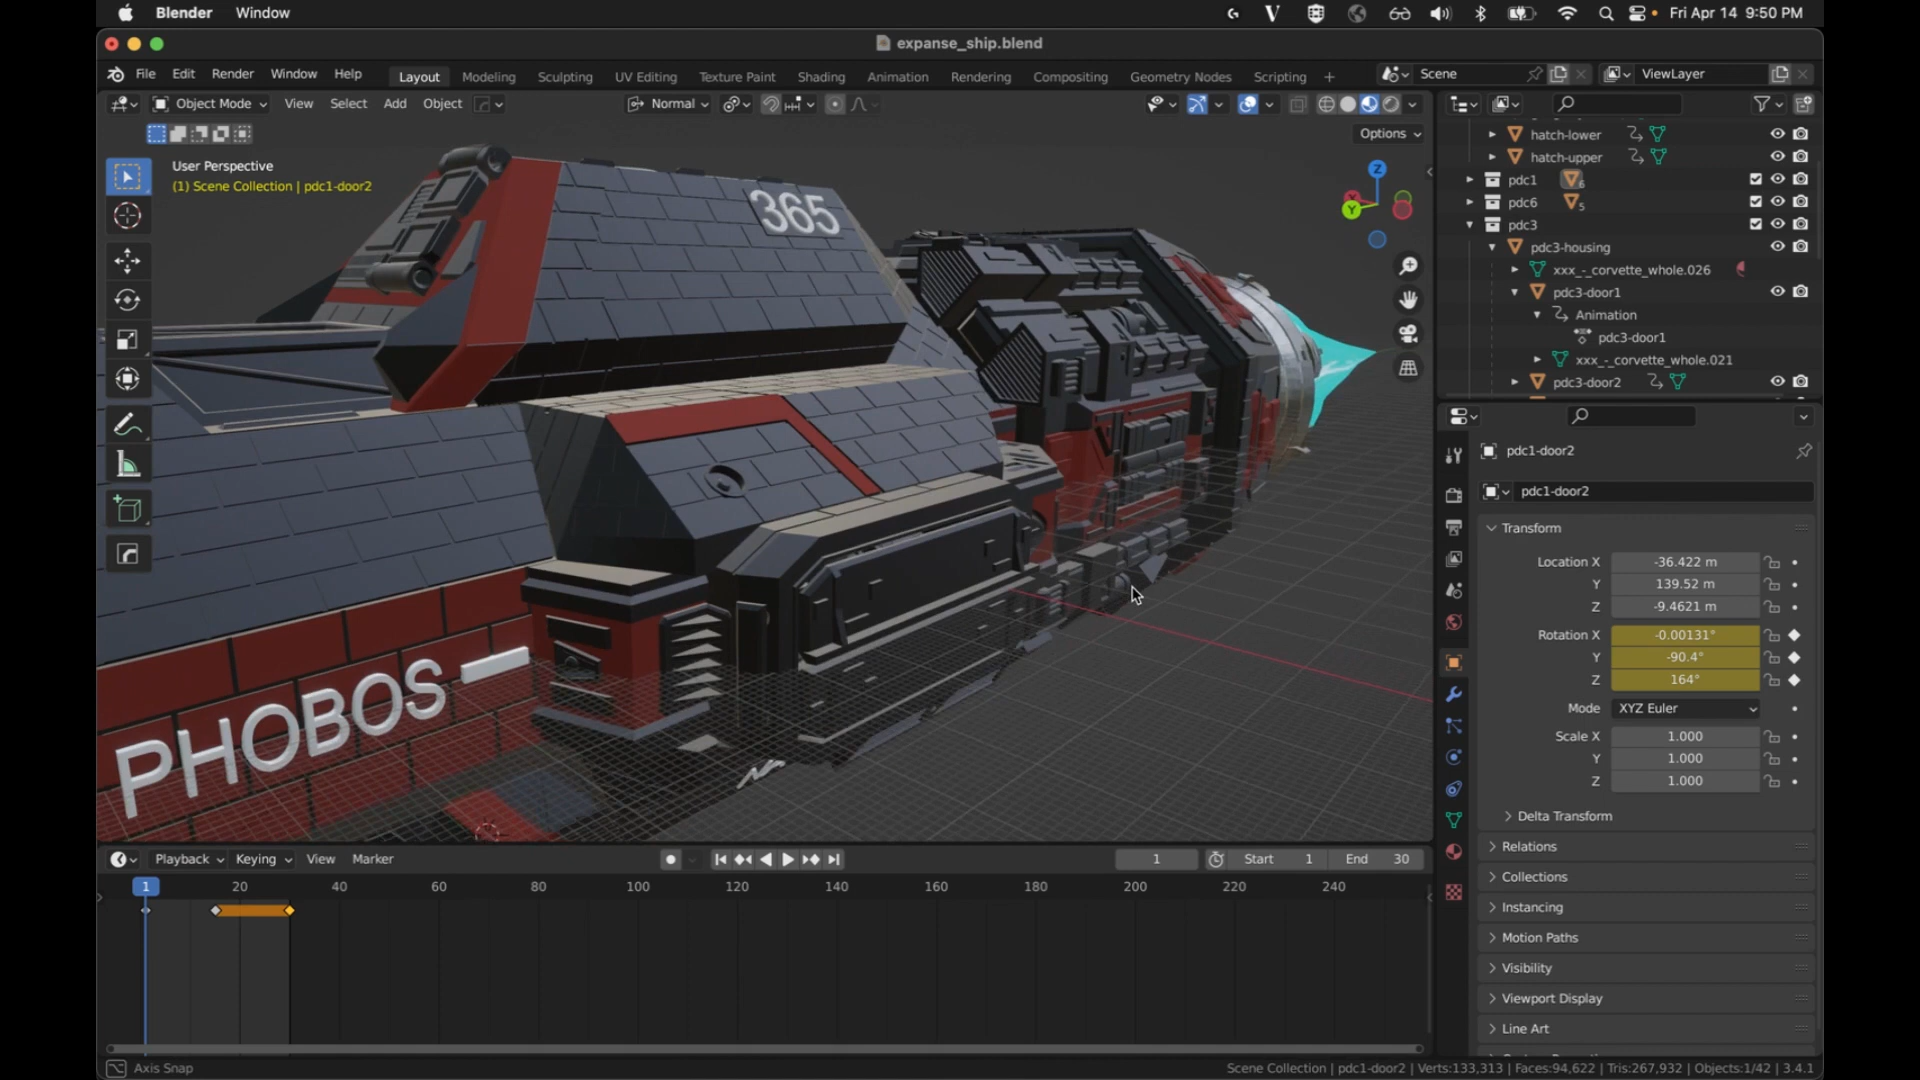 Blender Window Fri Apr 14 9:50 PM
expanse_ship.blend
File Edit Render Window Help Layout Modeling Sculpting UV Editing Texture Paint Shading Animation Rendering Compositing Geometry Nodes Scripting + Scene ViewLayer
Object Mode View Select Add Object Normal
Options
User Perspective
(1) Scene Collection | pdc1-door2
365
PHOBOS
Z
Y
hatch-lower
hatch-upper
pdc1 6
pdc6 5
pdc3
pdc3-housing
xxx_-_corvette_whole.026
pdc3-door1
Animation
pdc3-door1
xxx_-_corvette_whole.021
pdc3-door2
pdc1-door2
pdc1-door2
Transform
Location X -36.422 m
Y 139.52 m
Z -9.4621 m
Rotation X -0.00131°
Y -90.4°
Z 164°
Mode XYZ Euler
Scale X 1.000
Y 1.000
Z 1.000
Delta Transform
Relations
Collections
Instancing
Motion Paths
Visibility
Viewport Display
Line Art
Playback Keying View Marker 1 Start 1 End 30
1 20 40 60 80 100 120 140 160 180 200 220 240
Axis Snap Scene Collection | pdc1-door2 | Verts:133,313 | Faces:94,622 | Tris:267,932 | Objects:1/42 | 3.4.1